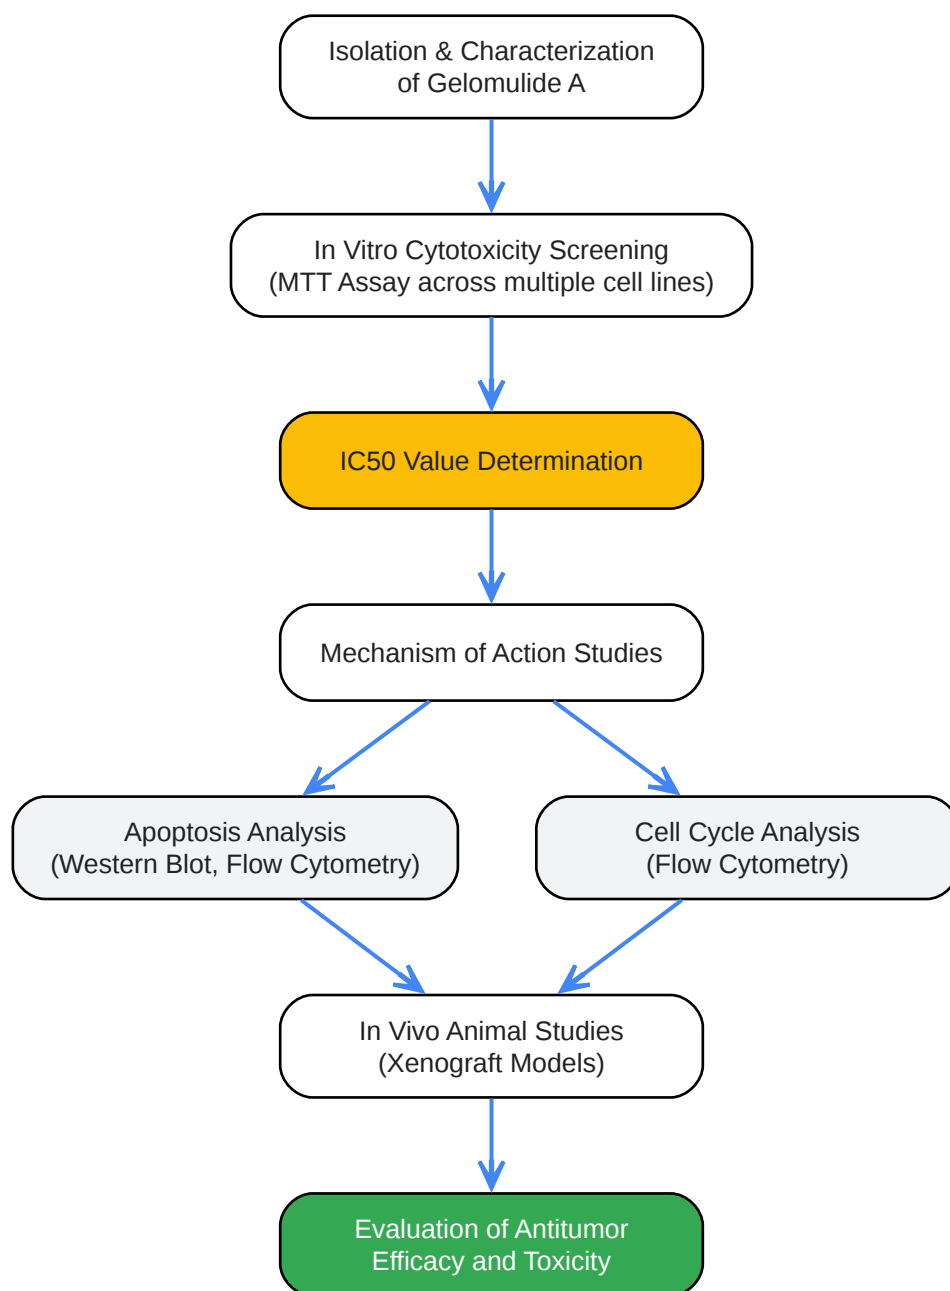 Isolation & Characterization
of Gelomulide A
In Vitro Cytotoxicity Screening
(MTT Assay across multiple cell lines)
IC50 Value Determination
Mechanism of Action Studies
Apoptosis Analysis
(Western Blot, Flow Cytometry)
Cell Cycle Analysis
(Flow Cytometry)
In Vivo Animal Studies
(Xenograft Models)
Evaluation of Antitumor
Efficacy and Toxicity